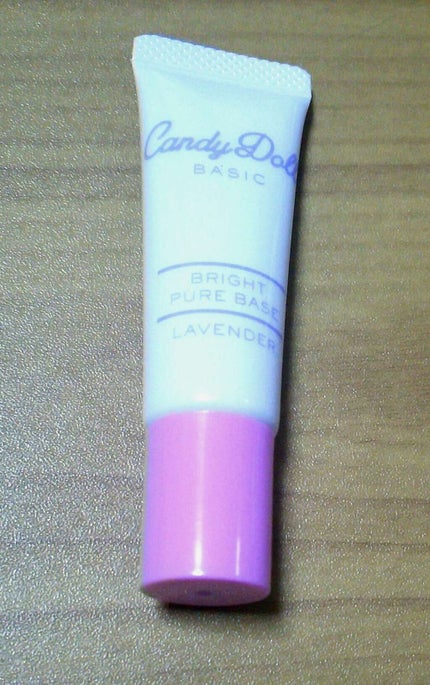 Candy Doll
BASIC
BRIGHT
PURE BASE
LAVENDER